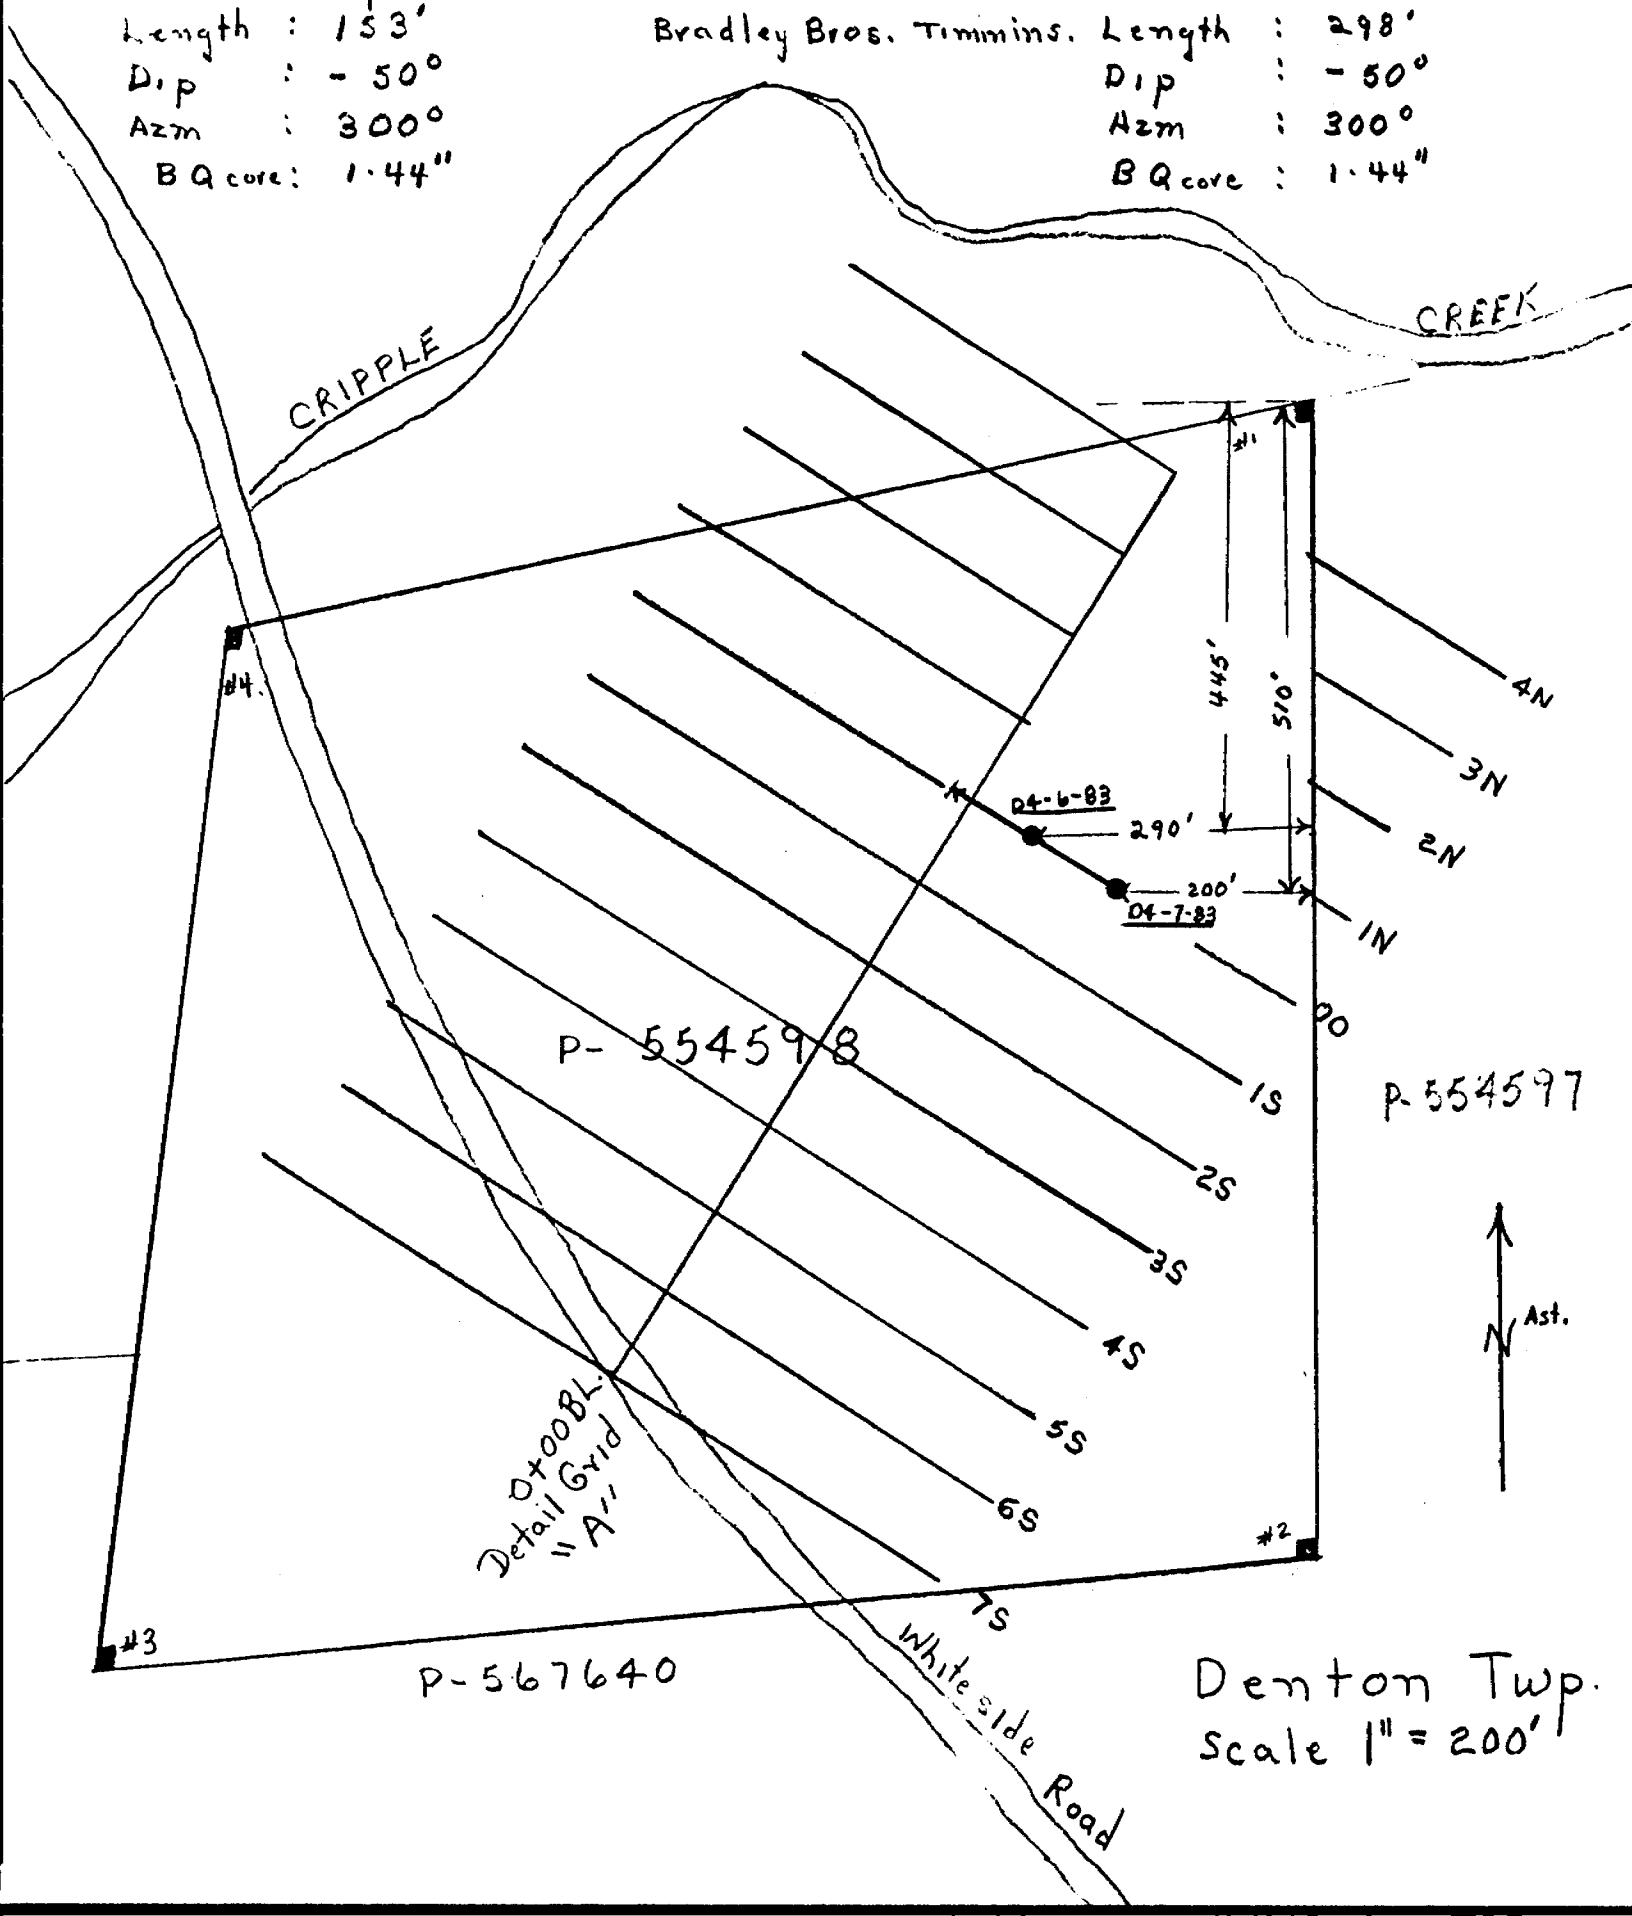 Length : 153'
Dip : - 50°
Azm : 300°
BQ core : 1.44"
Bradley Bros. Timmins.
Length : 298'
Dip : - 50°
Azm : 300°
BQ core : 1.44"
CRIPPLE
CREEK
#1
#4.
445'
510'
4N
3N
D4-6-83
290'
2N
200'
D4-7-83
1N
00
P- 554598
P-554597
1S
2S
3S
4S
5S
6S
7S
N Ast.
0+00BL.
Detail Grid
"A"
#2
#3
P-567640
Whiteside Road
Denton Twp.
Scale 1" = 200'